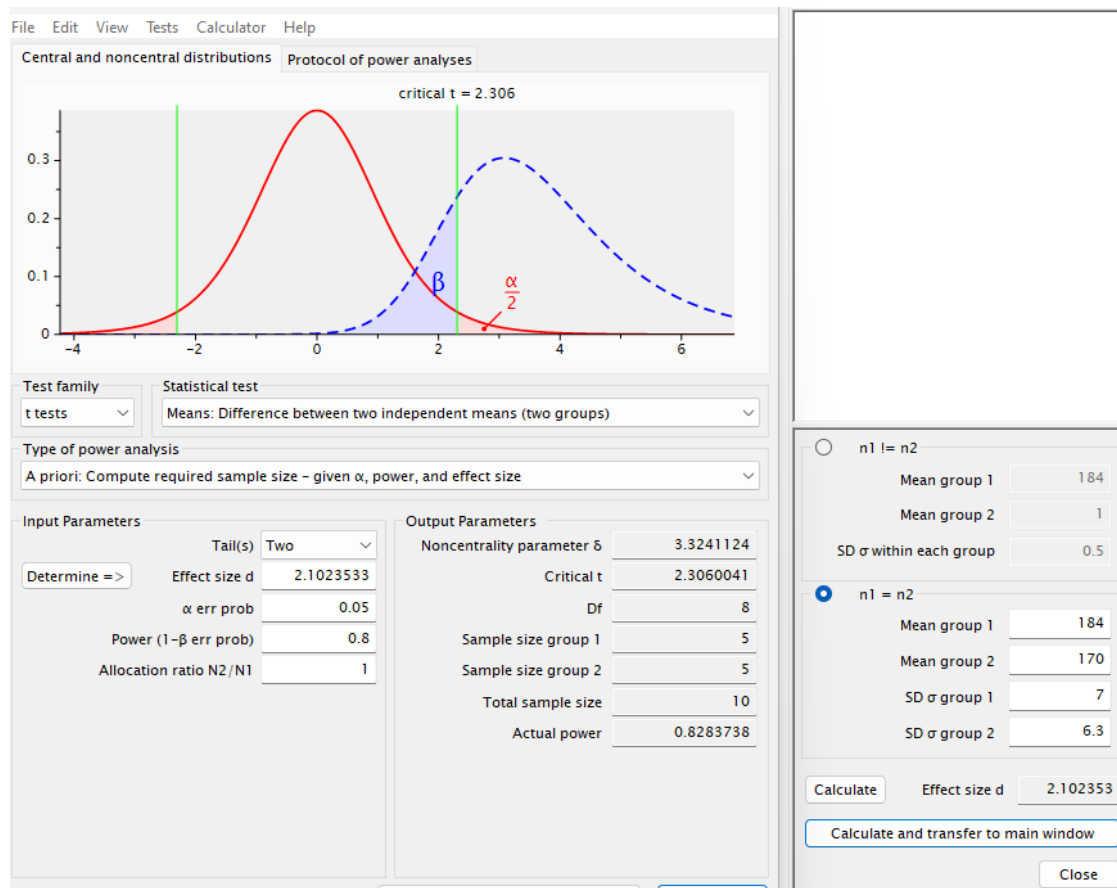 File Edit View Tests Calculator Help
Central and noncentral distributions Protocol of power analyses
critical t = 2.306
0.3
0.2
0.1
0
-4 -2 0 2 4 6
β
α
2
Test family
t tests
Statistical test
Means: Difference between two independent means (two groups)
Type of power analysis
A priori: Compute required sample size – given α, power, and effect size
Input Parameters
Tail(s) Two
Determine => Effect size d 2.1023533
α err prob 0.05
Power (1-β err prob) 0.8
Allocation ratio N2/N1 1
Output Parameters
Noncentrality parameter δ 3.3241124
Critical t 2.3060041
Df 8
Sample size group 1 5
Sample size group 2 5
Total sample size 10
Actual power 0.8283738
n1 != n2
Mean group 1 184
Mean group 2 1
SD σ within each group 0.5
n1 = n2
Mean group 1 184
Mean group 2 170
SD σ group 1 7
SD σ group 2 6.3
Calculate Effect size d 2.102353
Calculate and transfer to main window
Close